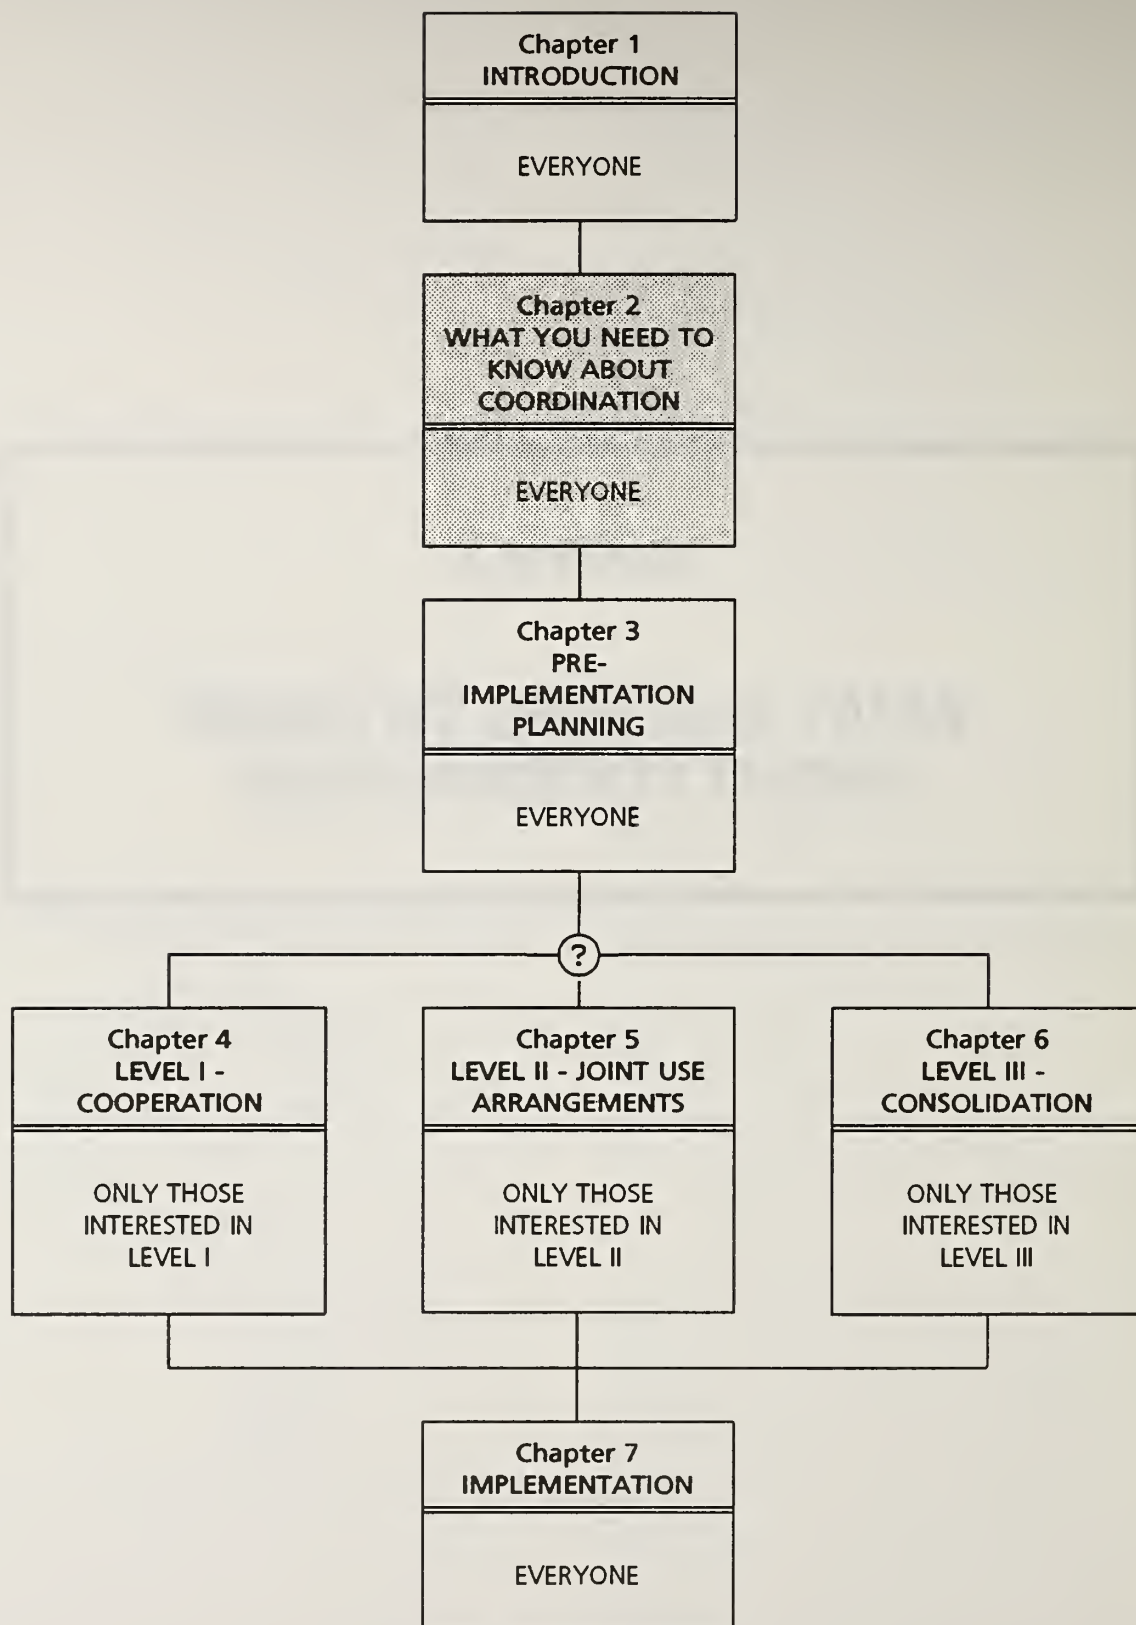 Chapter 1
INTRODUCTION
EVERYONE
Chapter 2
WHAT YOU NEED TO
KNOW ABOUT
COORDINATION
EVERYONE
Chapter 3
PRE-
IMPLEMENTATION
PLANNING
EVERYONE
?
Chapter 4
LEVEL I -
COOPERATION
ONLY THOSE
INTERESTED IN
LEVEL I
Chapter 5
LEVEL II - JOINT USE
ARRANGEMENTS
ONLY THOSE
INTERESTED IN
LEVEL II
Chapter 6
LEVEL III -
CONSOLIDATION
ONLY THOSE
INTERESTED IN
LEVEL III
Chapter 7
IMPLEMENTATION
EVERYONE